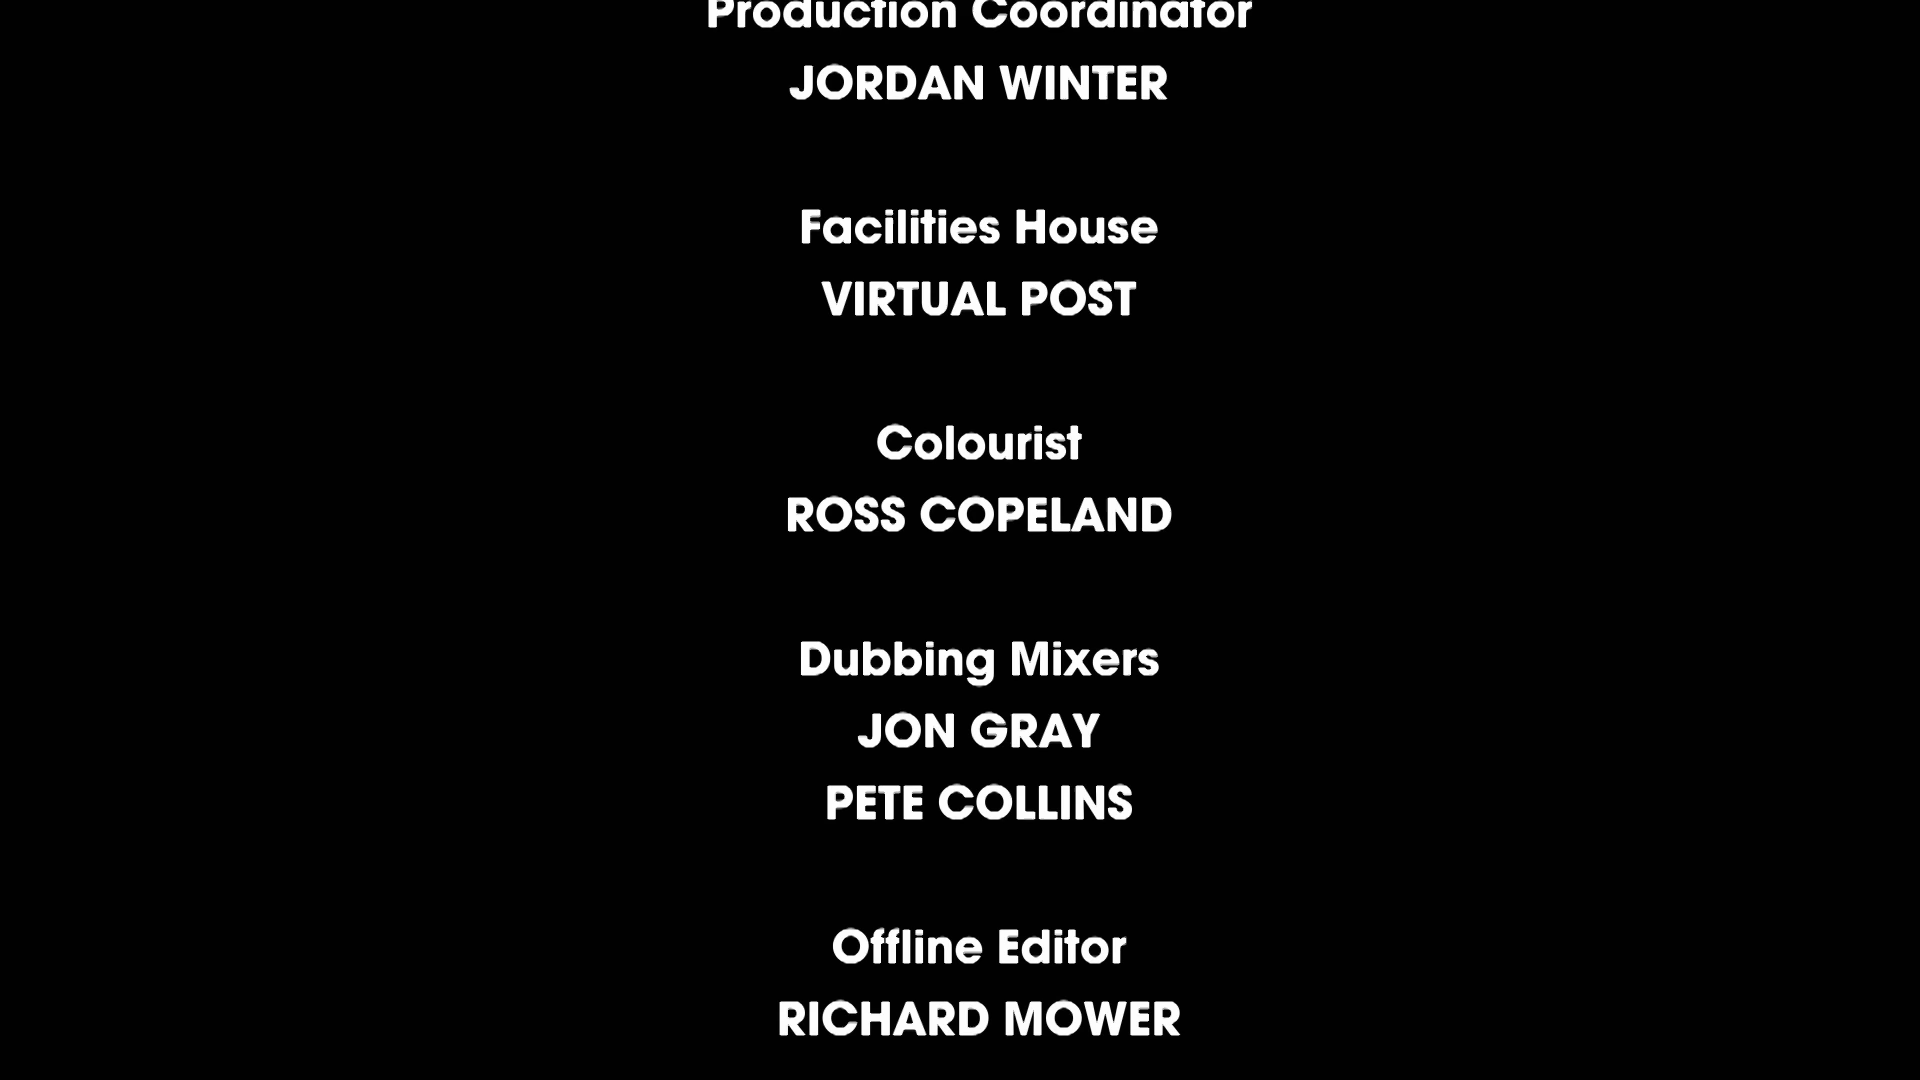 Production Coordinator
JORDAN WINTER
Facilities House
VIRTUAL POST
Colourist
ROSS COPELAND
Dubbing Mixers
JON GRAY
PETE COLLINS
Offline Editor
RICHARD MOWER